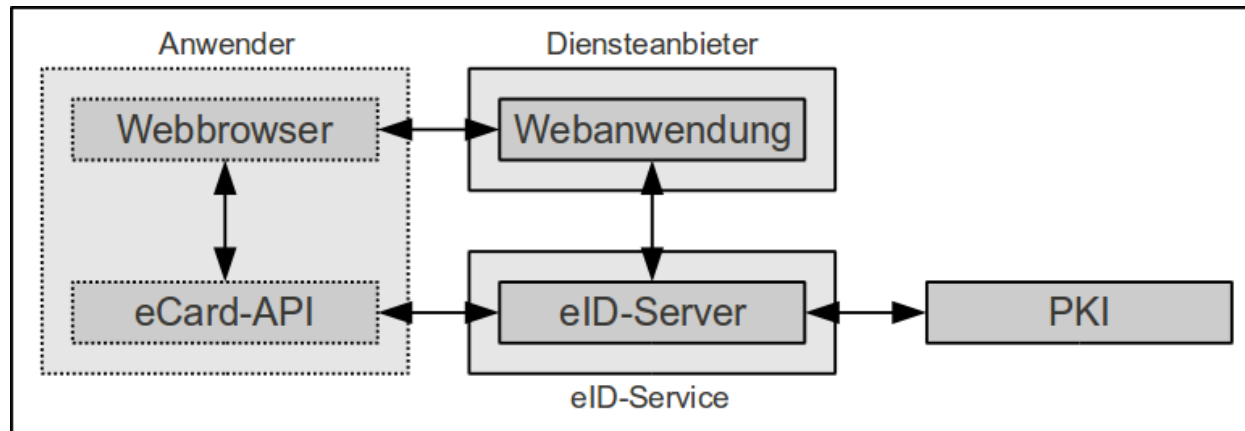 Anwender
Diensteanbieter
Webbrowser
Webanwendung
eCard-API
eID-Server
PKI
eID-Service